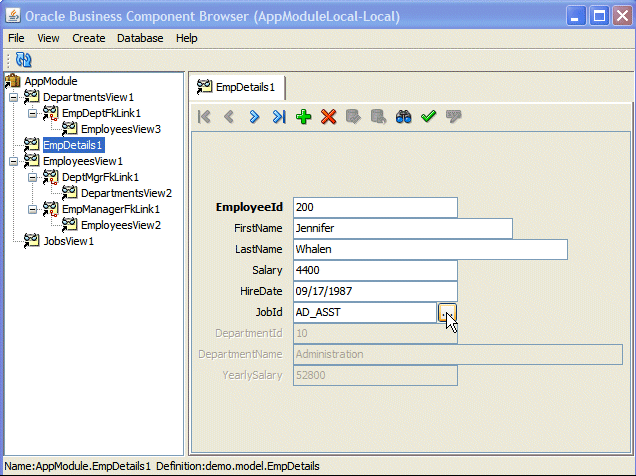 Oracle Business Component Browser (AppModuleLocal-Local)
File View Create Database Help
AppModule
DepartmentsView1
EmpDeptFkLink1
EmployeesView3
EmpDetails1
EmployeesView1
DeptMgrFkLink1
DepartmentsView2
EmpManagerFkLink1
EmployeesView2
JobsView1
EmpDetails1
EmployeeId 200
FirstName Jennifer
LastName Whalen
Salary 4400
HireDate 09/17/1987
JobId AD_ASST ...
DepartmentId 10
DepartmentName Administration
YearlySalary 52800
Name:AppModule.EmpDetails1 Definition:demo.model.EmpDetails